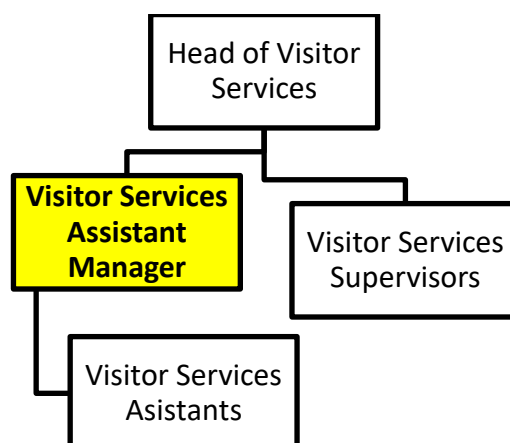 Head of Visitor
Services
Visitor Services
Assistant
Manager
Visitor Services
Supervisors
Visitor Services
Asistants